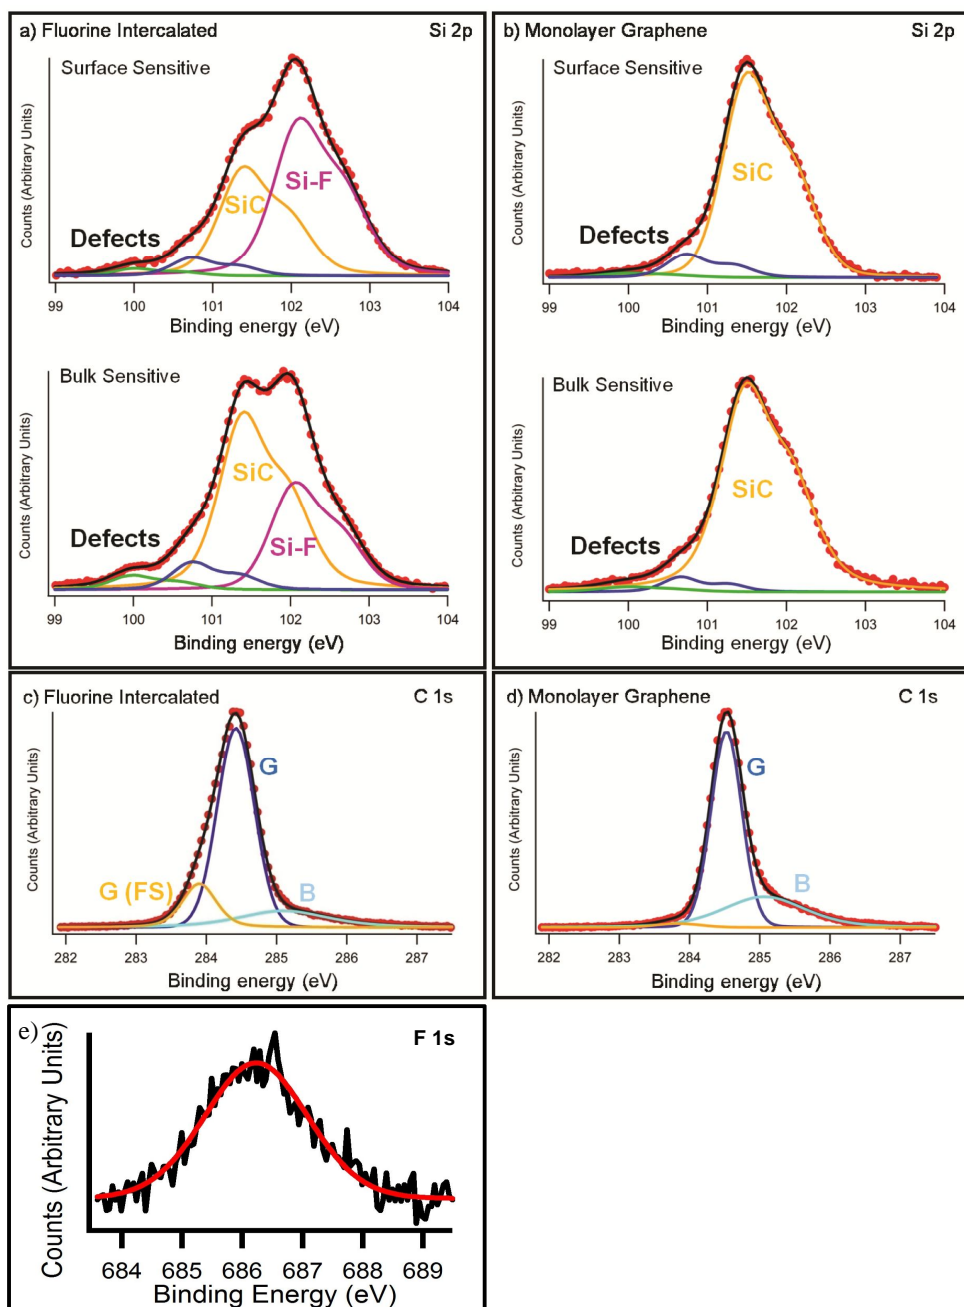 a) Fluorine Intercalated Si 2p
Surface Sensitive
Counts (Arbitrary Units)
SiC
Si-F
Defects
99 100 101 102 103 104
Binding energy (eV)
Bulk Sensitive
Counts (Arbitrary Units)
SiC
Si-F
Defects
99 100 101 102 103 104
Binding energy (eV)
b) Monolayer Graphene Si 2p
Surface Sensitive
Counts (Arbitrary Units)
SiC
Defects
99 100 101 102 103 104
Binding energy (eV)
Bulk Sensitive
Counts (Arbitrary Units)
SiC
Defects
99 100 101 102 103 104
Binding energy (eV)
c) Fluorine Intercalated C 1s
Counts (Arbitrary Units)
G
G (FS)
B
282 283 284 285 286 287
Binding energy (eV)
d) Monolayer Graphene C 1s
Counts (Arbitrary Units)
G
B
282 283 284 285 286 287
Binding energy (eV)
e) F 1s
Counts (Arbitrary Units)
684 685 686 687 688 689
Binding Energy (eV)